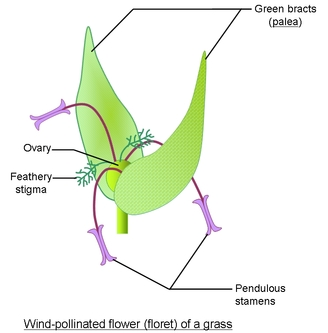 Green bracts
(palea)
Ovary
Feathery
stigma
Pendulous
stamens
Wind-pollinated flower (floret) of a grass